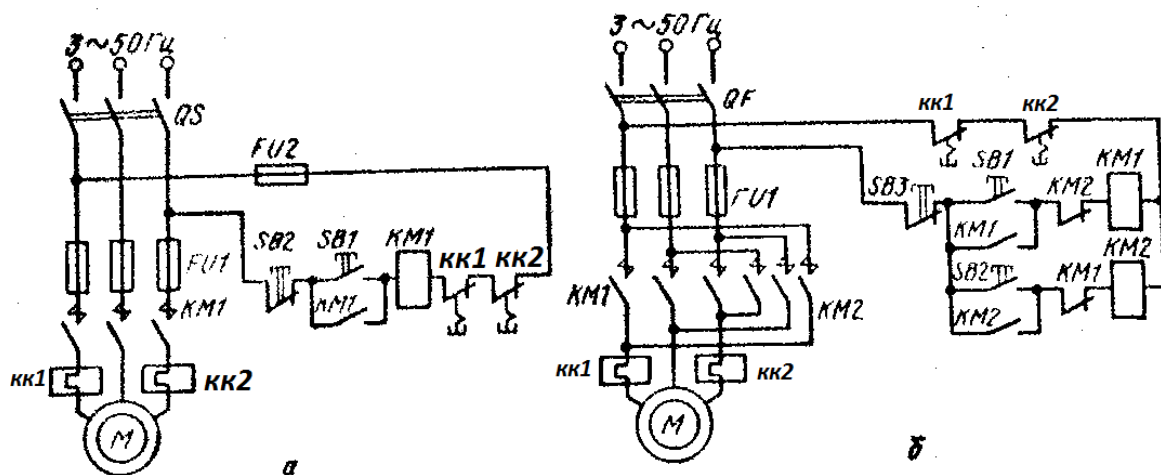 3~50Гц
QS
FU2
SB2 SB1 KM1 кк1 кк2
FU1
KM1
KM1
кк1 кк2
M
а
3~50Гц
QF
кк1 кк2
SB1 KM2 KM1
SB3
FU1
KM1
KM2
SB2 KM1
KM1 KM2
KM2
кк1 кк2
M
б